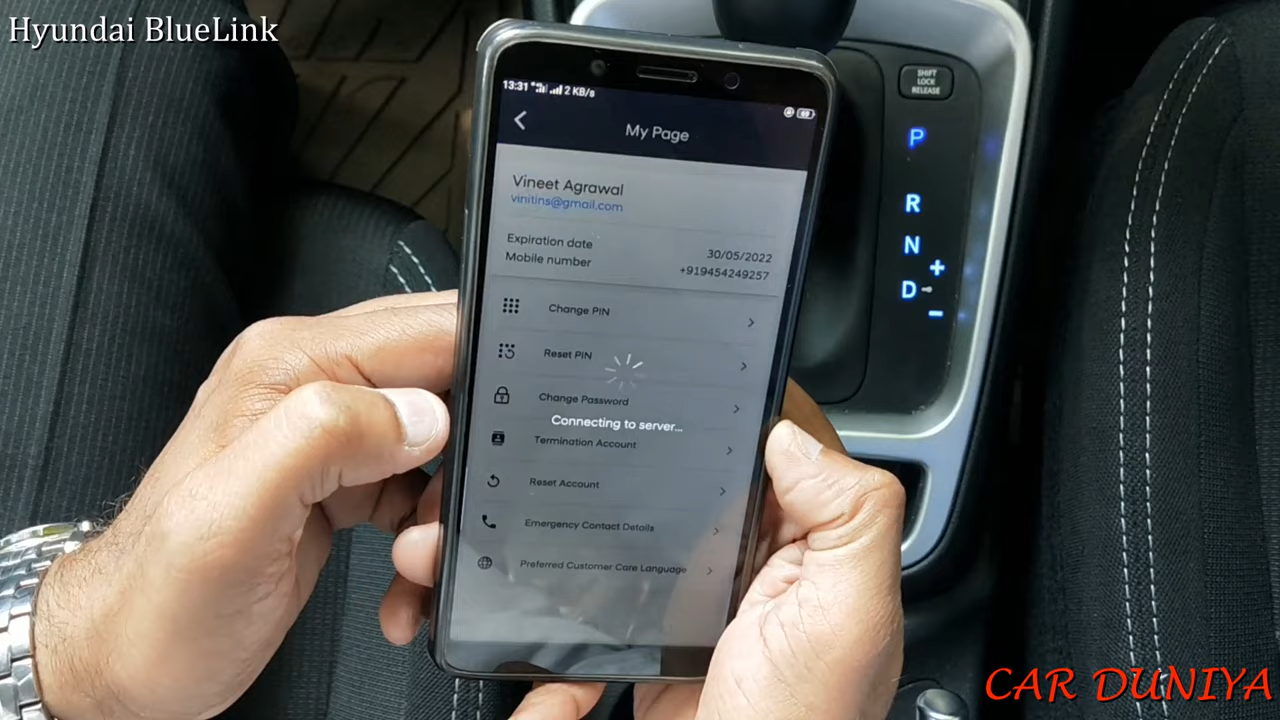 Hyundai BlueLink
13:31 2 KB/s
69
My Page
Vineet Agrawal
vinitins@gmail.com
Expiration date 30/05/2022
Mobile number +919454249257
Change PIN
Reset PIN
Change Password
Connecting to server...
Termination Account
Reset Account
Emergency Contact Details
Preferred Customer Care Language
SHIFT
LOCK
RELEASE
P
R
N
+
D
−
CAR DUNIYA